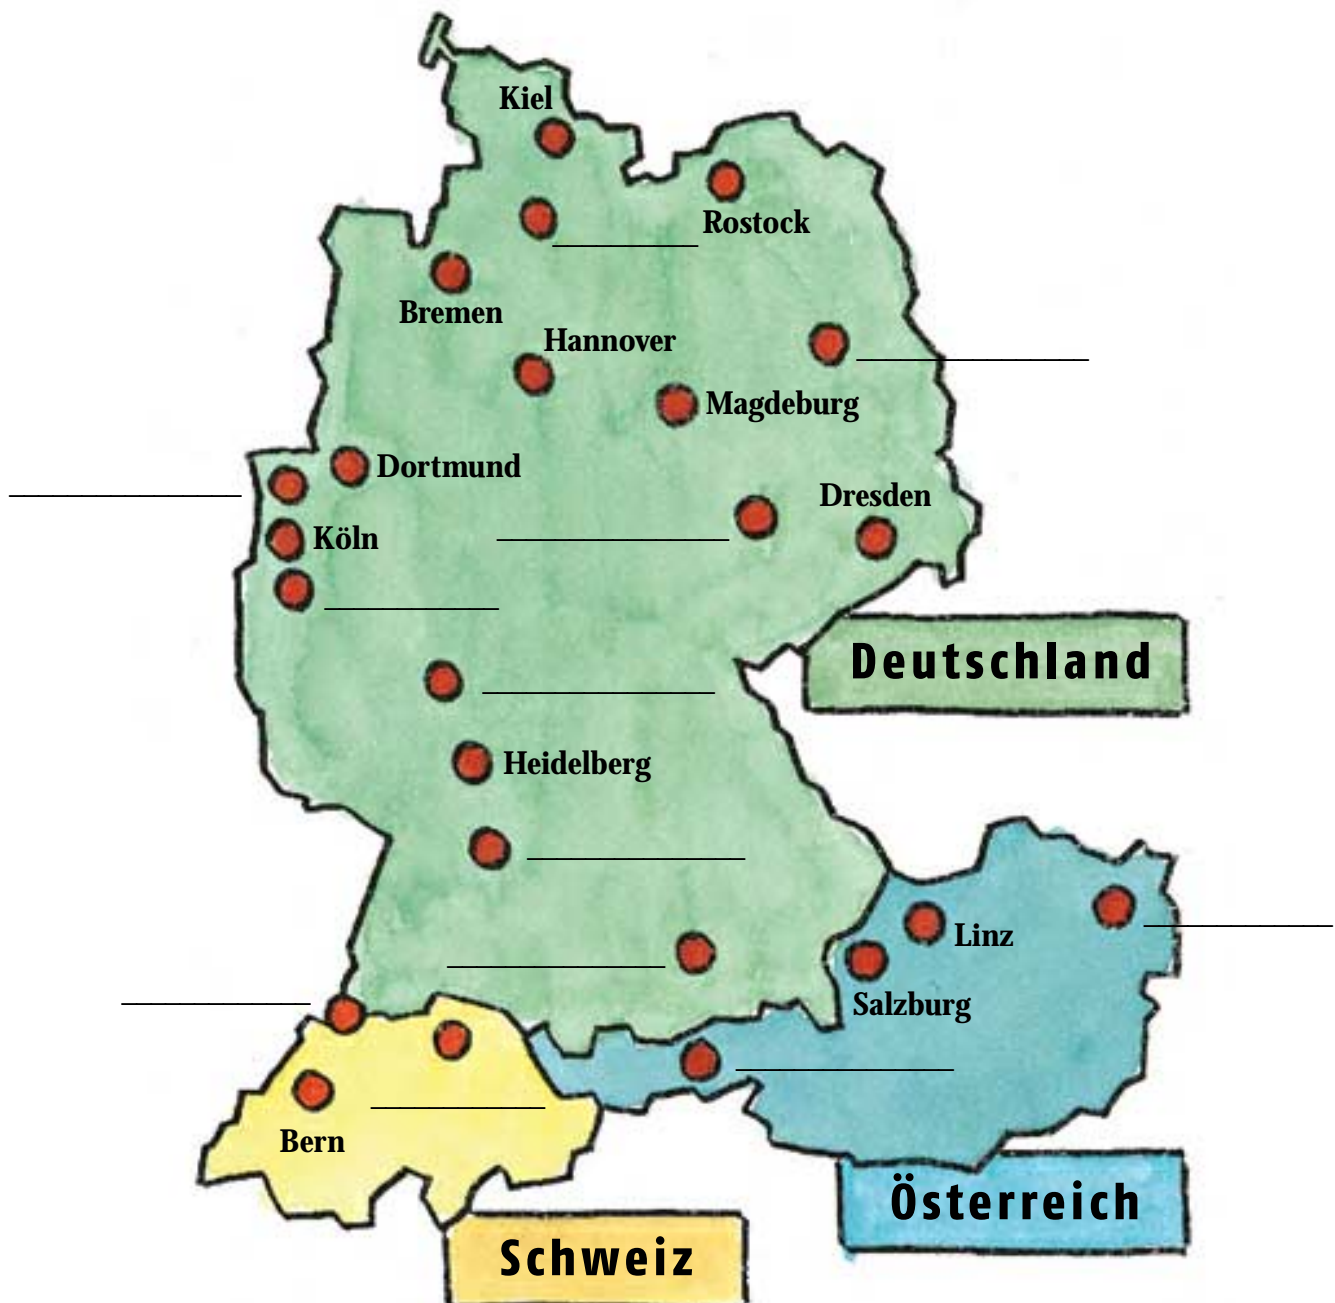 Kiel
Rostock
Bremen
Hannover
Magdeburg
Dortmund
Dresden
Köln
Deutschland
Heidelberg
Linz
Salzburg
Bern
Österreich
Schweiz